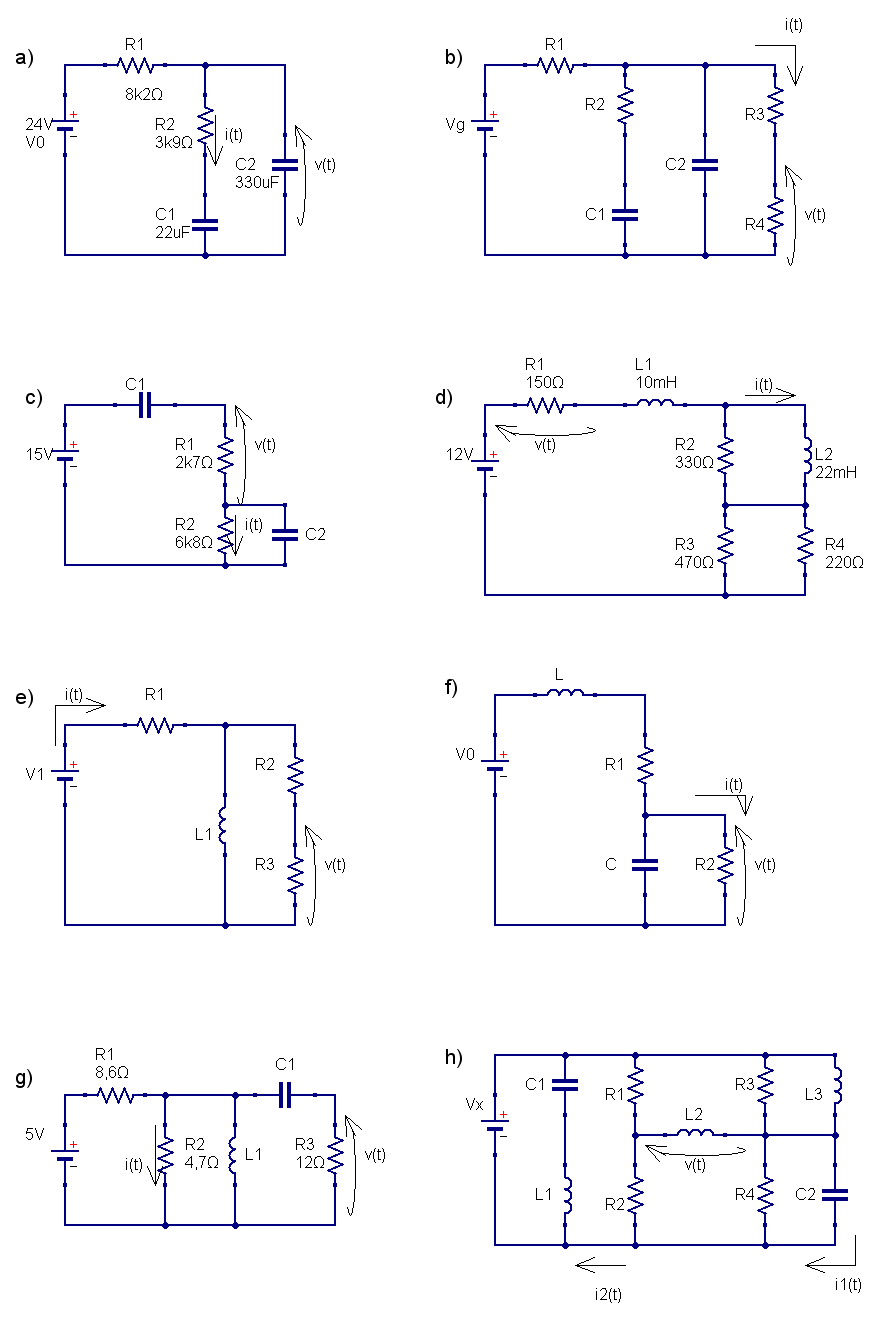 a)
R1
8k2Ω
24V
V0
+
−
R2
3k9Ω
i(t)
C2
330uF
v(t)
C1
22uF
b)
i(t)
R1
R2
R3
Vg
+
−
C2
C1
R4
v(t)
c)
C1
15V
+
−
R1
2k7Ω
v(t)
R2
6k8Ω
i(t)
C2
d)
R1
150Ω
L1
10mH
i(t)
v(t)
12V
+
−
R2
330Ω
L2
22mH
R3
470Ω
R4
220Ω
e)
i(t)
R1
V1
+
−
R2
L1
R3
v(t)
f)
L
V0
+
−
R1
i(t)
C
R2
v(t)
g)
R1
8,6Ω
C1
5V
+
−
i(t)
R2
4,7Ω
L1
R3
12Ω
v(t)
h)
C1
R1
R3
L3
Vx
+
−
L2
v(t)
L1
R2
R4
C2
i2(t)
i1(t)